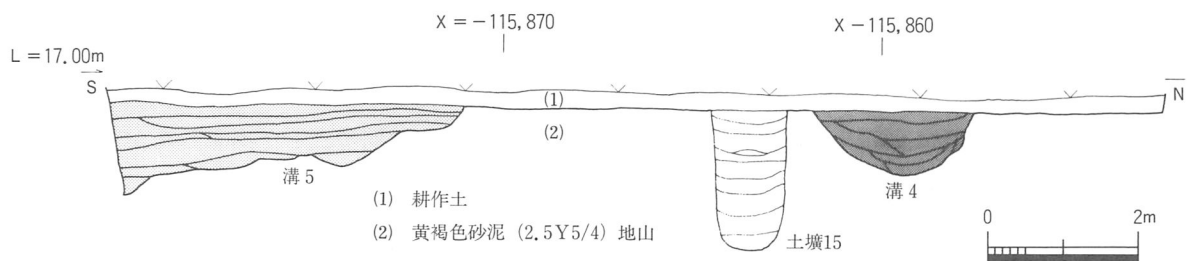 X=-115,870
X-115,860
L=17.00m
S
N
(1)
(2)
溝5
溝4
(1) 耕作土
(2) 黄褐色砂泥 (2.5Y5/4) 地山
土壙15
0 2m